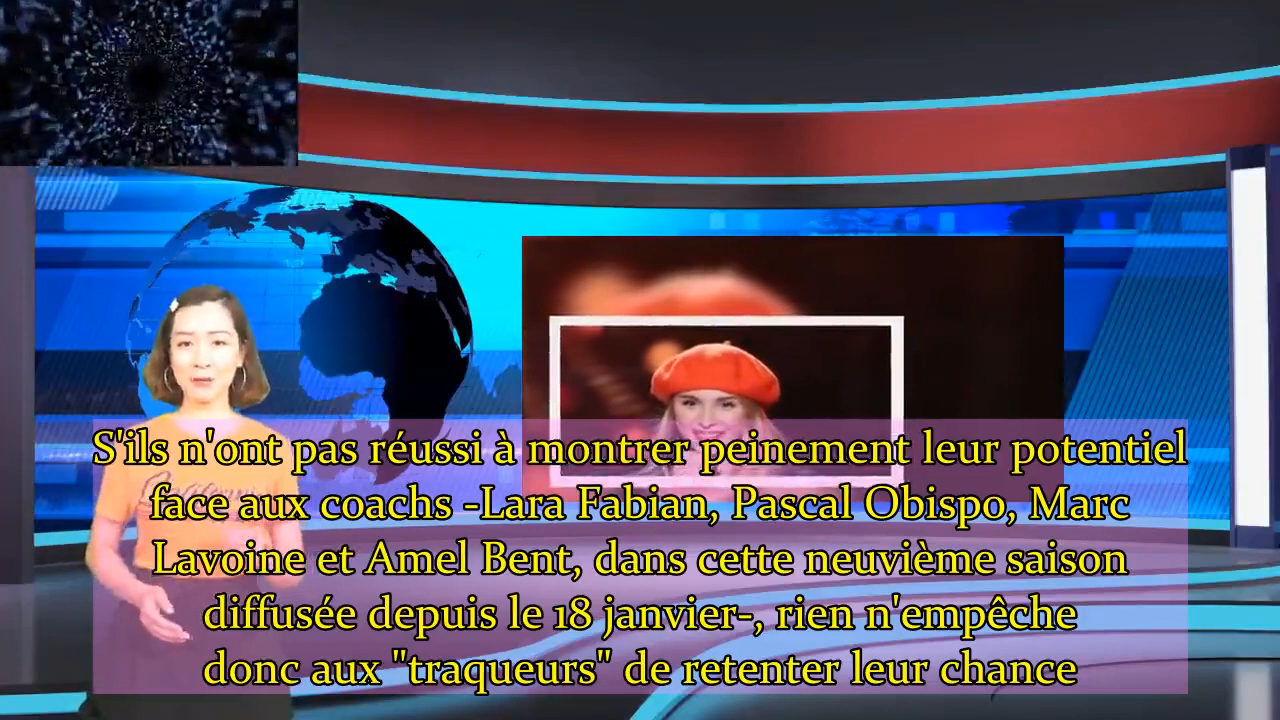 S'ils n'ont pas réussi à montrer peinement leur potentiel
face aux coachs -Lara Fabian, Pascal Obispo, Marc
Lavoine et Amel Bent, dans cette neuvième saison
diffusée depuis le 18 janvier-, rien n'empêche
donc aux "traqueurs" de retenter leur chance